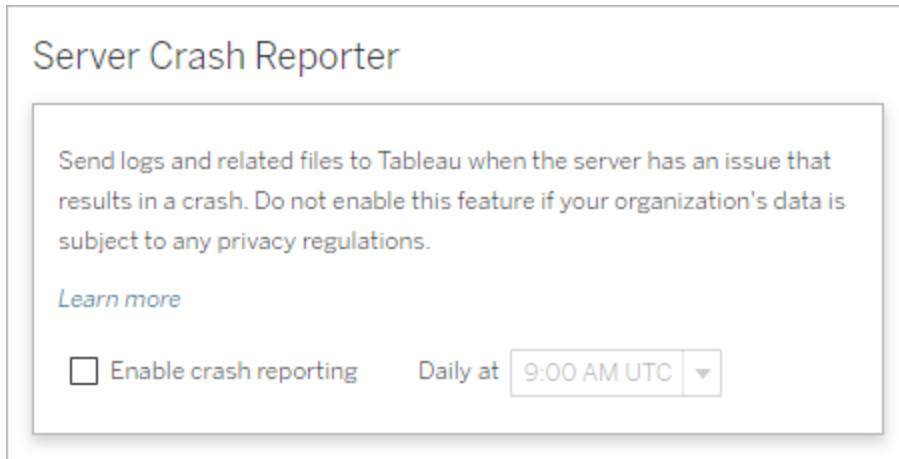 Server Crash Reporter
Send logs and related files to Tableau when the server has an issue that
results in a crash. Do not enable this feature if your organization's data is
subject to any privacy regulations.
Learn more
Enable crash reporting Daily at 9:00 AM UTC